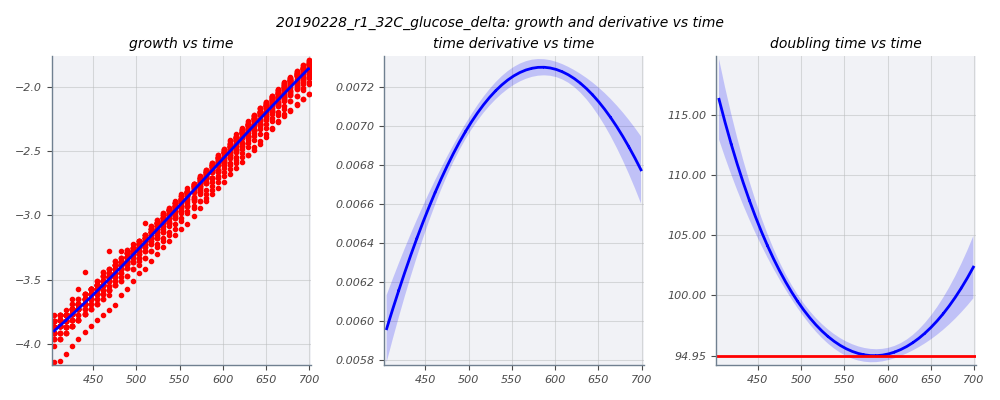 20190228_r1_32C_glucose_delta: growth and derivative vs time
growth vs time
time derivative vs time
doubling time vs time
−2.0
−2.5
−3.0
−3.5
−4.0
450 500 550 600 650 700
0.0072
0.0070
0.0068
0.0066
0.0064
0.0062
0.0060
0.0058
450 500 550 600 650 700
115.00
110.00
105.00
100.00
94.95
450 500 550 600 650 700